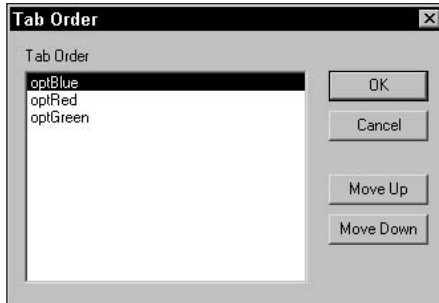 Tab Order
Tab Order
optBlue
optRed
optGreen
OK
Cancel
Move Up
Move Down